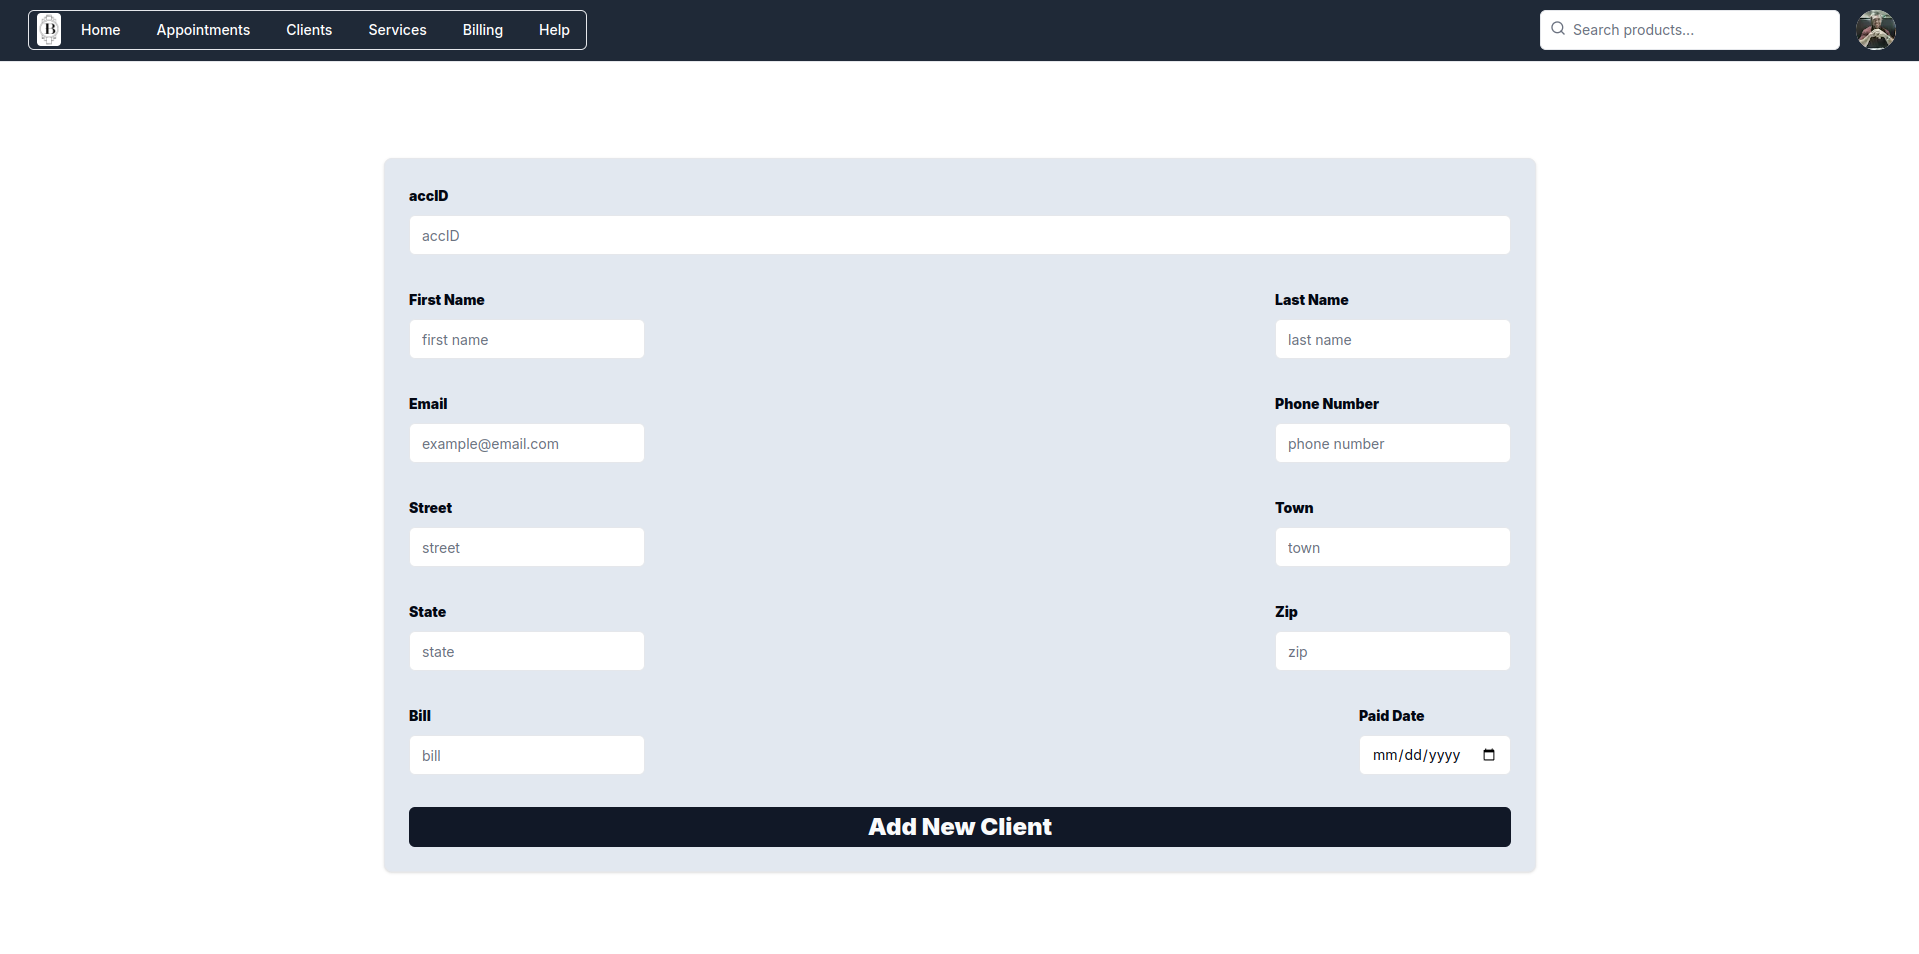 B Home Appointments Clients Services Billing Help Search products...
accID
accID
First Name Last Name
first name last name
Email Phone Number
example@email.com phone number
Street Town
street town
State Zip
state zip
Bill Paid Date
bill mm/dd/yyyy
Add New Client